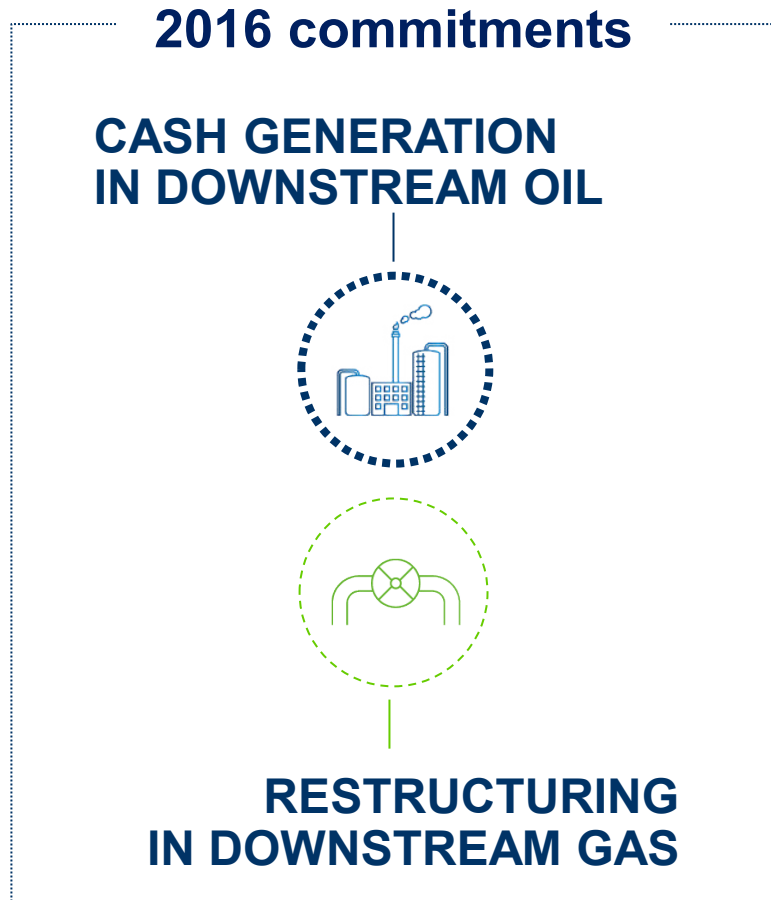 2016 commitments
CASH GENERATION
IN DOWNSTREAM OIL
RESTRUCTURING
IN DOWNSTREAM GAS